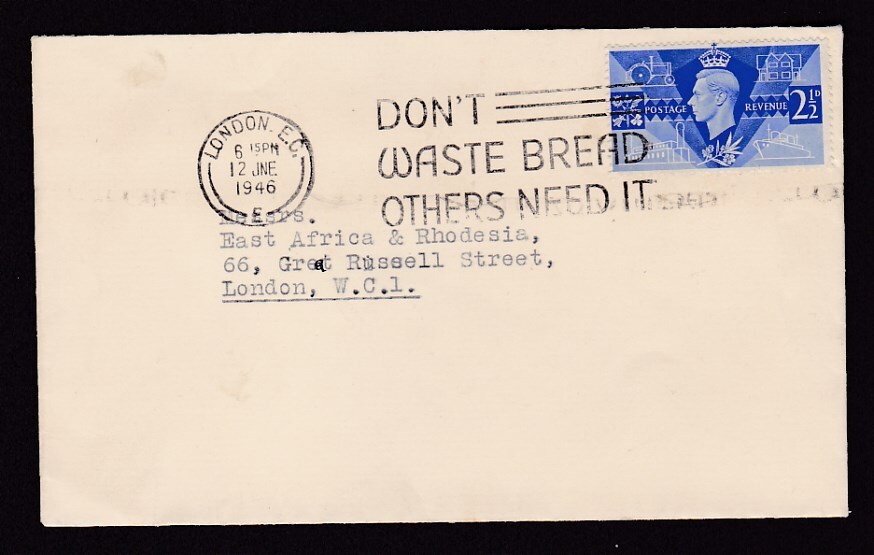 POSTAGE REVENUE 2½D
LONDON. E.C.
6 15PM
12 JNE
1946
E
DON'T
WASTE BREAD
OTHERS NEED IT
Messrs.
East Africa & Rhodesia,
66, Great Russell Street,
London, W.C.1.